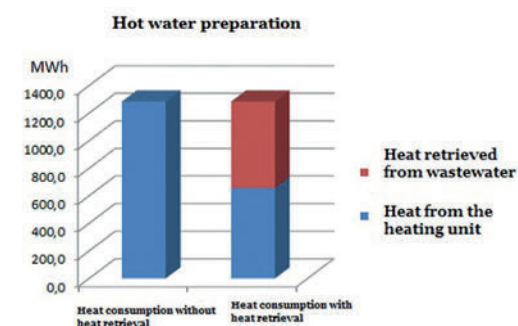 Hot water preparation
MWh
1400,0
1200,0
1000,0
800,0
600,0
400,0
200,0
0,0
Heat consumption without
heat retrieval
Heat consumption with
heat retrieval
Heat retrieved
from wastewater
Heat from the
heating unit